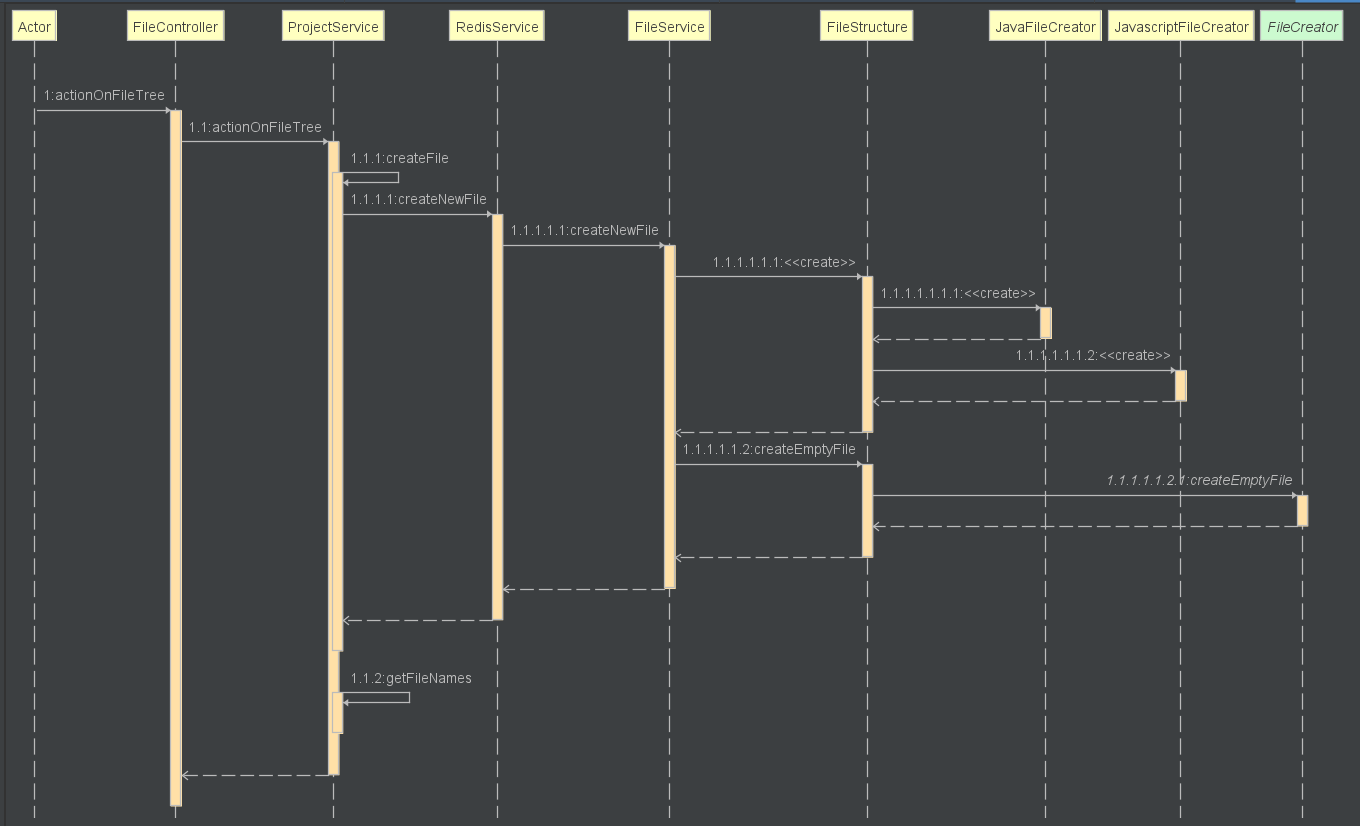 Actor
FileController
ProjectService
RedisService
FileService
FileStructure
JavaFileCreator
JavascriptFileCreator
FileCreator
1:actionOnFileTree
1.1:actionOnFileTree
1.1.1:createFile
1.1.1.1:createNewFile
1.1.1.1.1:createNewFile
1.1.1.1.1.1:<<create>>
1.1.1.1.1.1.1:<<create>>
1.1.1.1.1.1.2:<<create>>
1.1.1.1.1.2:createEmptyFile
1.1.1.1.1.2.1:createEmptyFile
1.1.2:getFileNames